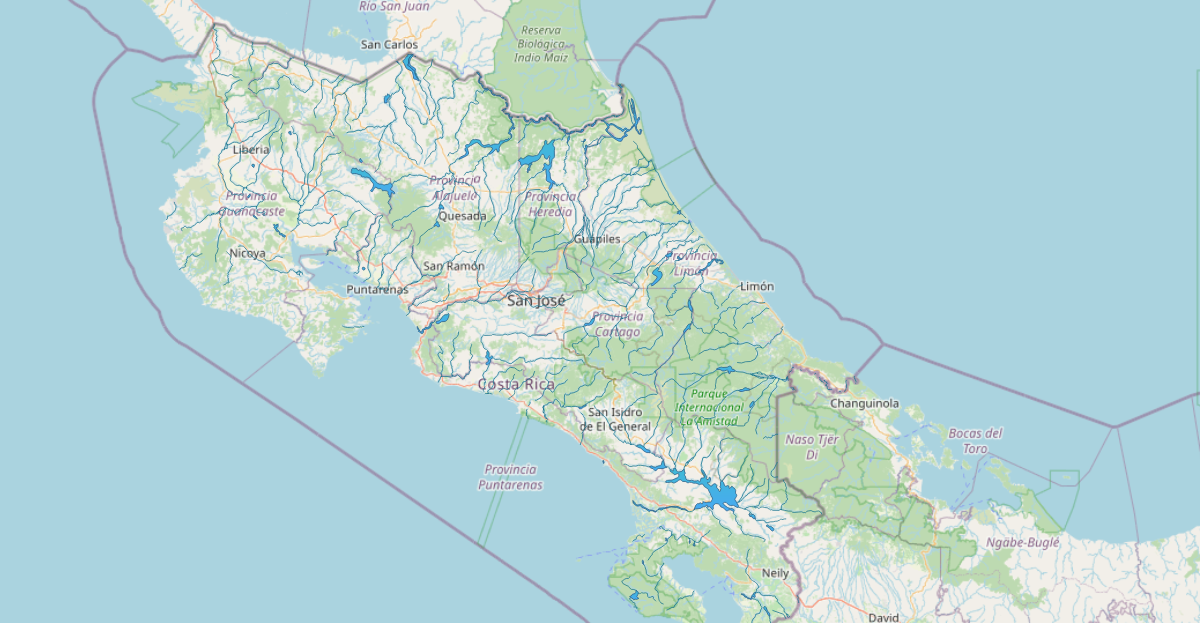 Río San Juan
San Carlos
Reserva
Biológica
Indio Maíz
Liberia
Provincia
Guanacaste
Provincia
Alajuela
Provincia
Heredia
Quesada
Guápiles
Nicoya
San Ramón
Provincia
Limón
Puntarenas
San José
Limón
Provincia
Cartago
Costa Rica
Parque
Internacional
La Amistad
San Isidro
de El General
Changuinola
Naso Tjër
Di
Bocas del
Toro
Provincia
Puntarenas
Ngäbe-Buglé
Neily
David